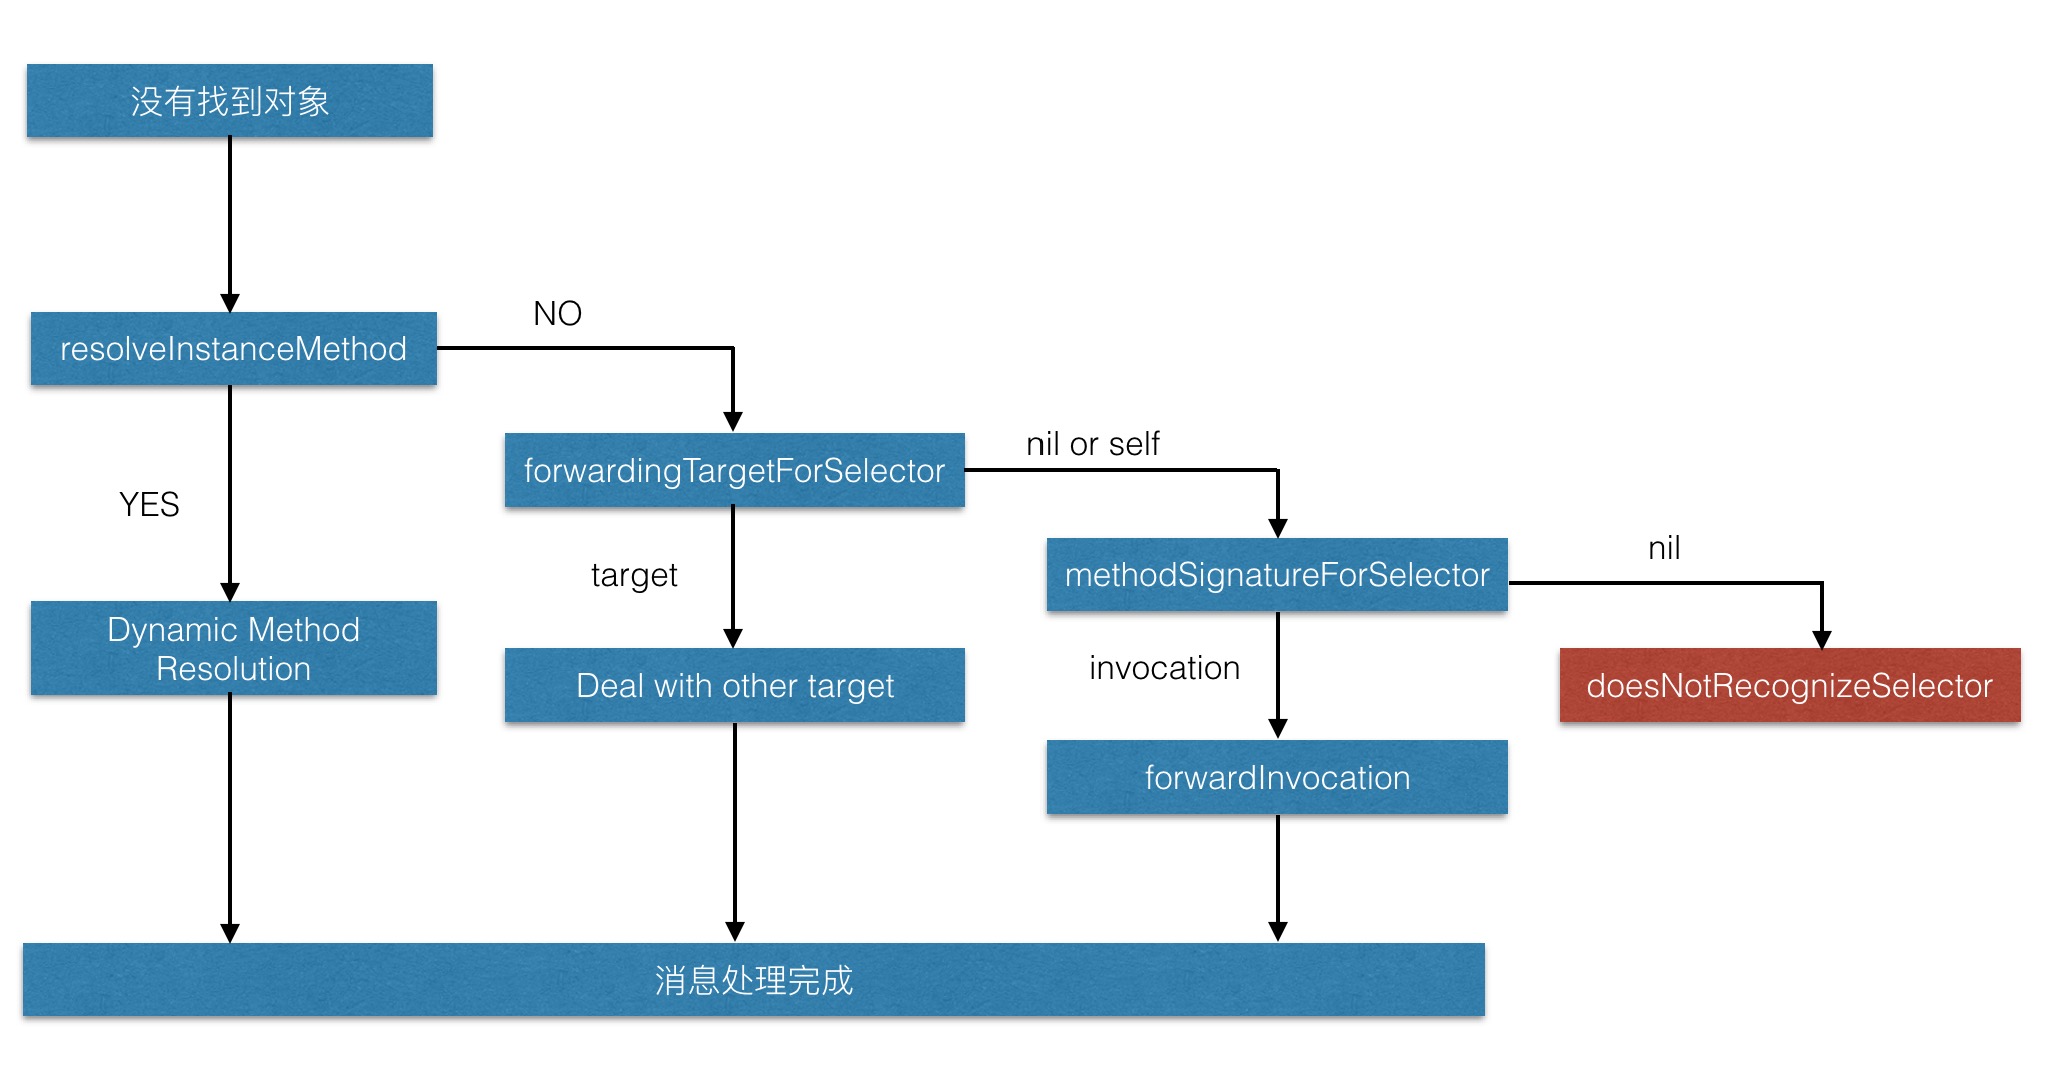 没有找到对象
NO
resolveInstanceMethod
nil or self
forwardingTargetForSelector
YES
nil
target
methodSignatureForSelector
Dynamic Method
Resolution
invocation
Deal with other target
doesNotRecognizeSelector
forwardInvocation
消息处理完成